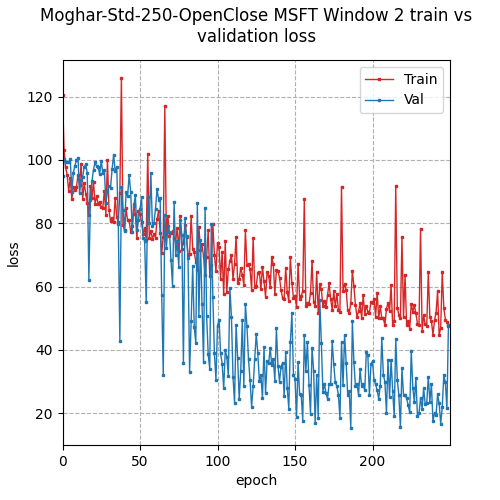 Moghar-Std-250-OpenClose MSFT Window 2 train vs
validation loss
Train
Val
120
100
80
60
40
20
loss
0
50
100
150
200
epoch